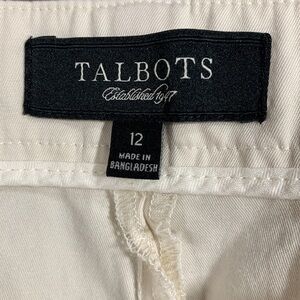 TALBOTS
Established 1947
12
MADE IN
BANGLADESH